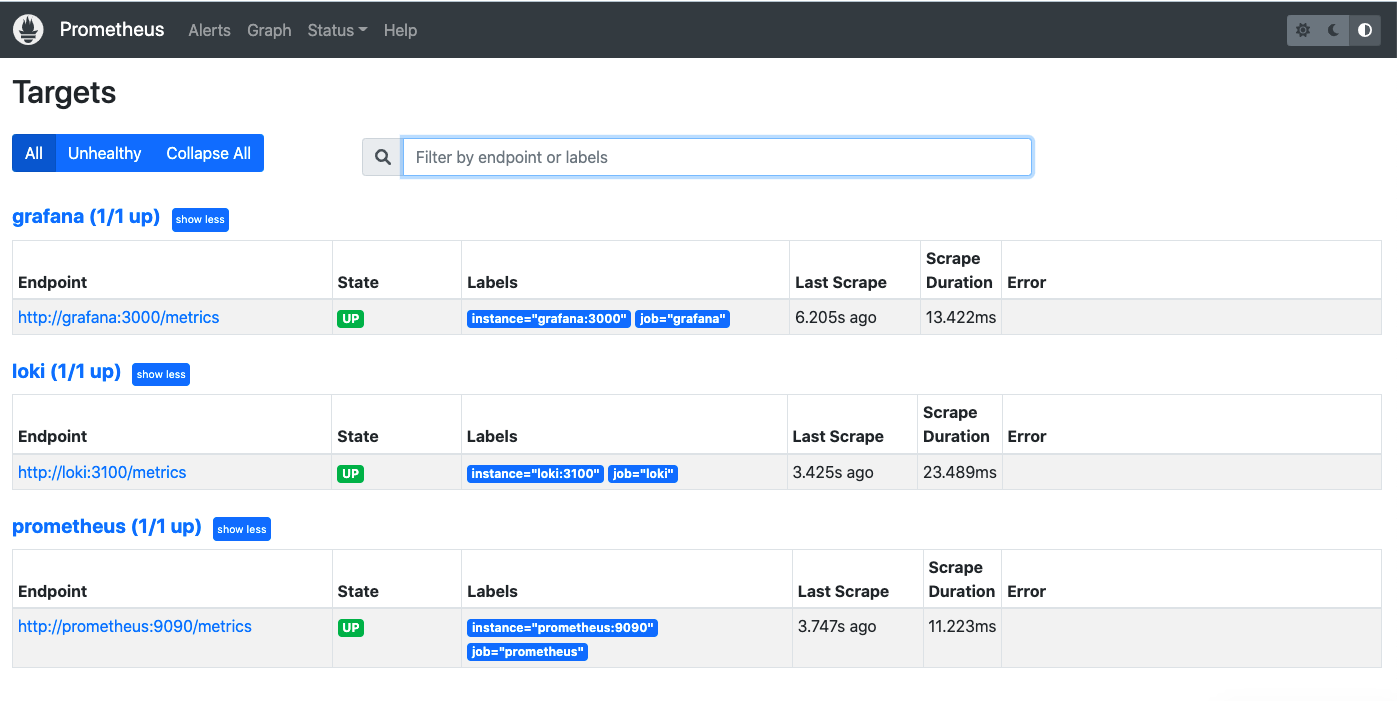 Prometheus Alerts Graph Status Help
Targets
All Unhealthy Collapse All
Filter by endpoint or labels
grafana (1/1 up) show less
Endpoint State Labels Last Scrape Scrape Duration Error
http://grafana:3000/metrics UP instance="grafana:3000" job="grafana" 6.205s ago 13.422ms
loki (1/1 up) show less
Endpoint State Labels Last Scrape Scrape Duration Error
http://loki:3100/metrics UP instance="loki:3100" job="loki" 3.425s ago 23.489ms
prometheus (1/1 up) show less
Endpoint State Labels Last Scrape Scrape Duration Error
http://prometheus:9090/metrics UP instance="prometheus:9090" 3.747s ago 11.223ms
job="prometheus"